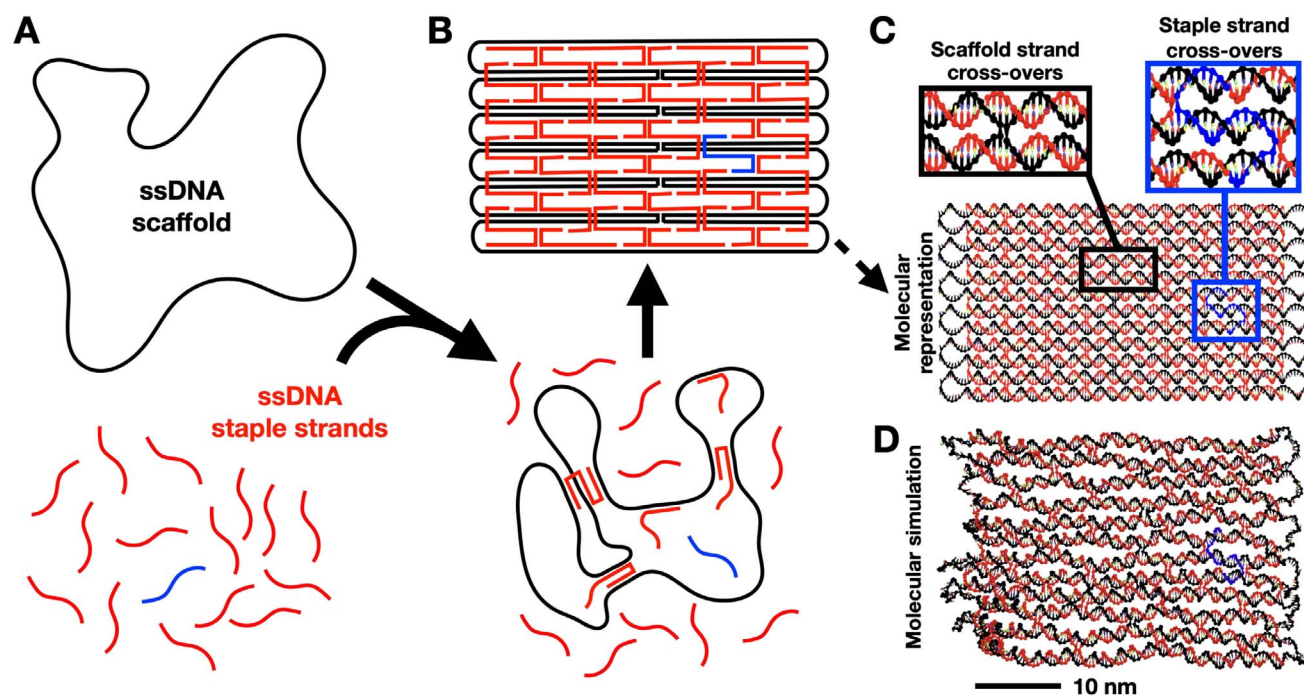 A
ssDNA
scaffold
ssDNA
staple strands
B
C
Scaffold strand
cross-overs
Staple strand
cross-overs
Molecular
representation
D
Molecular simulation
10 nm